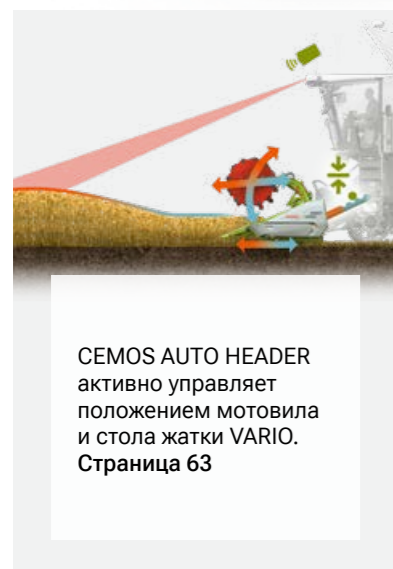 CEMOS AUTO HEADER
активно управляет
положением мотовила
и стола жатки VARIO.
Страница 63